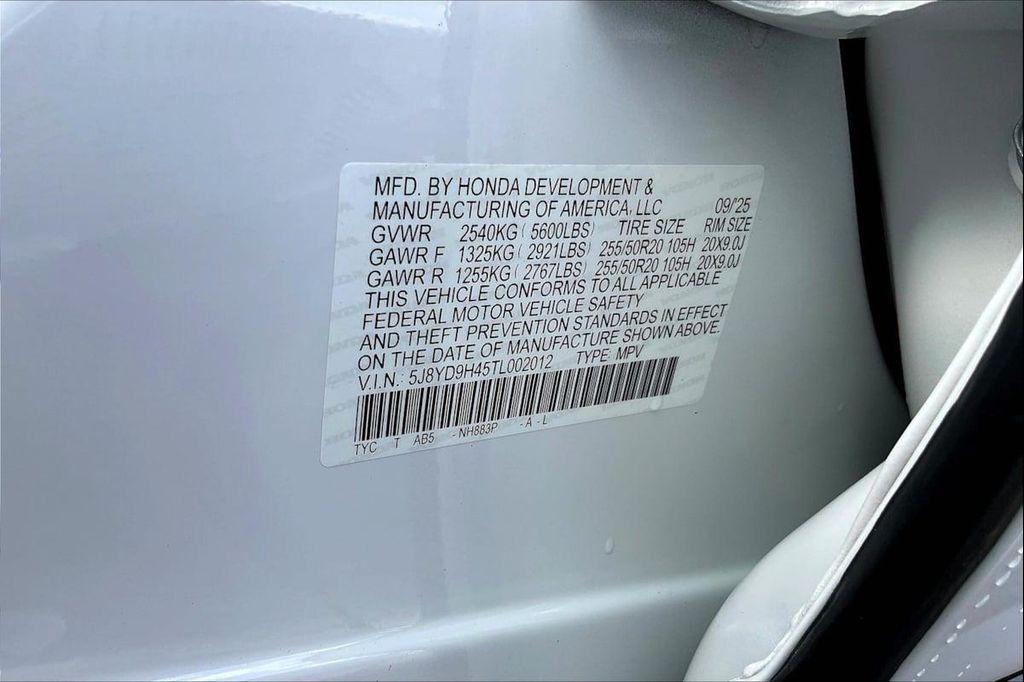 MFD. BY HONDA DEVELOPMENT &
MANUFACTURING OF AMERICA, LLC 09/25
GVWR 2540KG ( 5600LBS) TIRE SIZE RIM SIZE
GAWR F 1325KG ( 2921LBS) 255/50R20 105H 20X9.0J
GAWR R 1255KG ( 2767LBS) 255/50R20 105H 20X9.0J
THIS VEHICLE CONFORMS TO ALL APPLICABLE
FEDERAL MOTOR VEHICLE SAFETY
AND THEFT PREVENTION STANDARDS IN EFFECT
ON THE DATE OF MANUFACTURE SHOWN ABOVE.
V.I.N.: 5J8YD9H45TL002012 TYPE: MPV
TYC T AB5 - NH883P - A - L